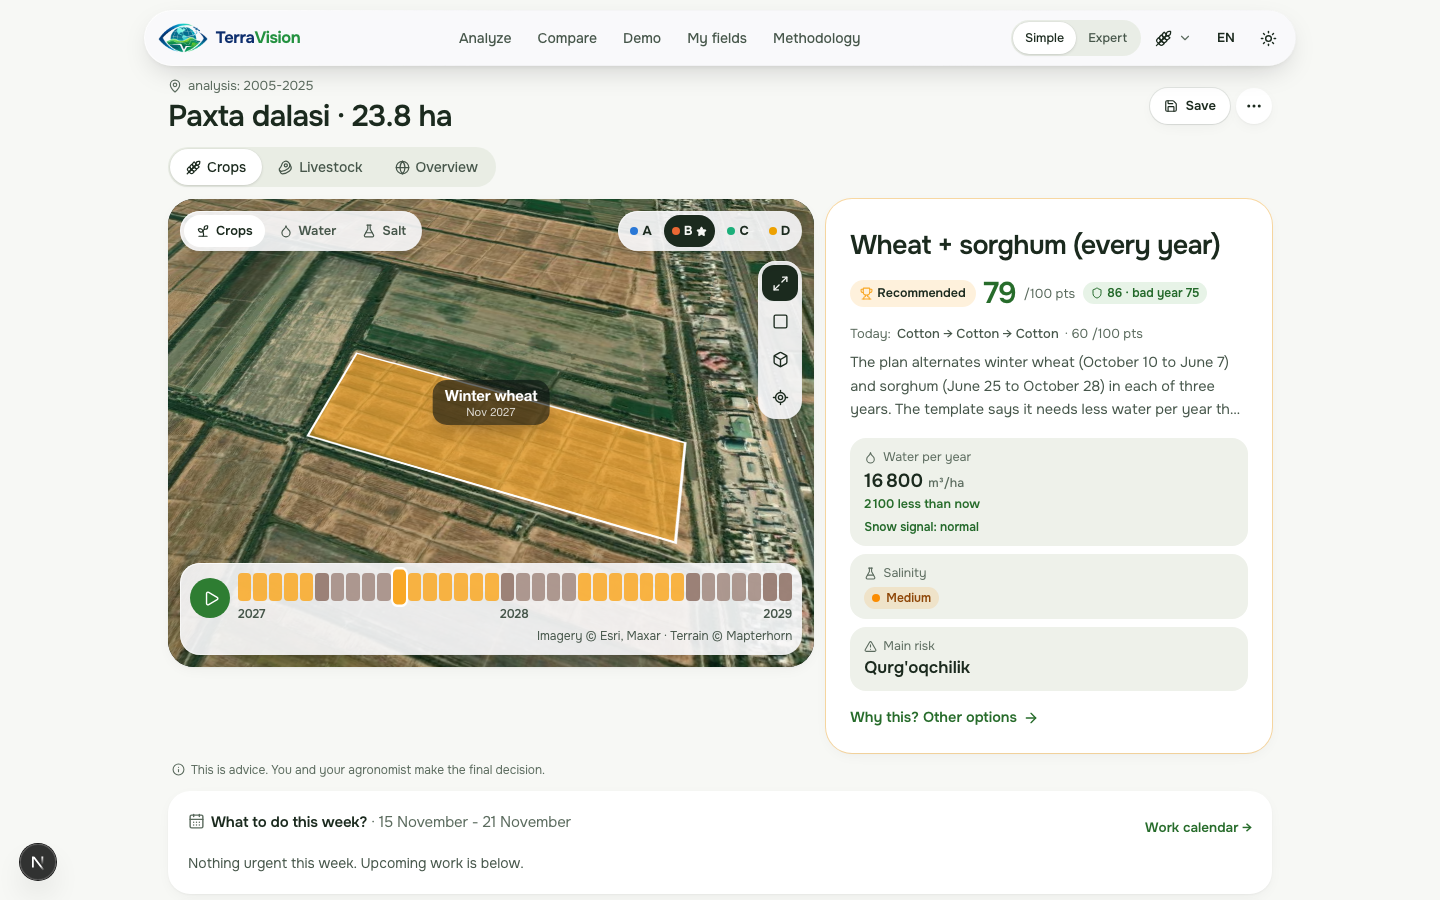 TerraVision
Analyze
Compare
Demo
My fields
Methodology
Simple
Expert
EN
analysis: 2005-2025
Paxta dalasi · 23.8 ha
Save
Crops
Livestock
Overview
Crops
Water
Salt
A
B
C
D
Winter wheat
Nov 2027
2027
2028
2029
Imagery © Esri, Maxar · Terrain © Mapterhorn
Wheat + sorghum (every year)
Recommended
79 /100 pts
86 · bad year 75
Today: Cotton → Cotton → Cotton · 60 /100 pts
The plan alternates winter wheat (October 10 to June 7)
and sorghum (June 25 to October 28) in each of three
years. The template says it needs less water per year th...
Water per year
16 800 m³/ha
2 100 less than now
Snow signal: normal
Salinity
Medium
Main risk
Qurg'oqchilik
Why this? Other options →
This is advice. You and your agronomist make the final decision.
What to do this week? · 15 November - 21 November
Work calendar →
Nothing urgent this week. Upcoming work is below.
N